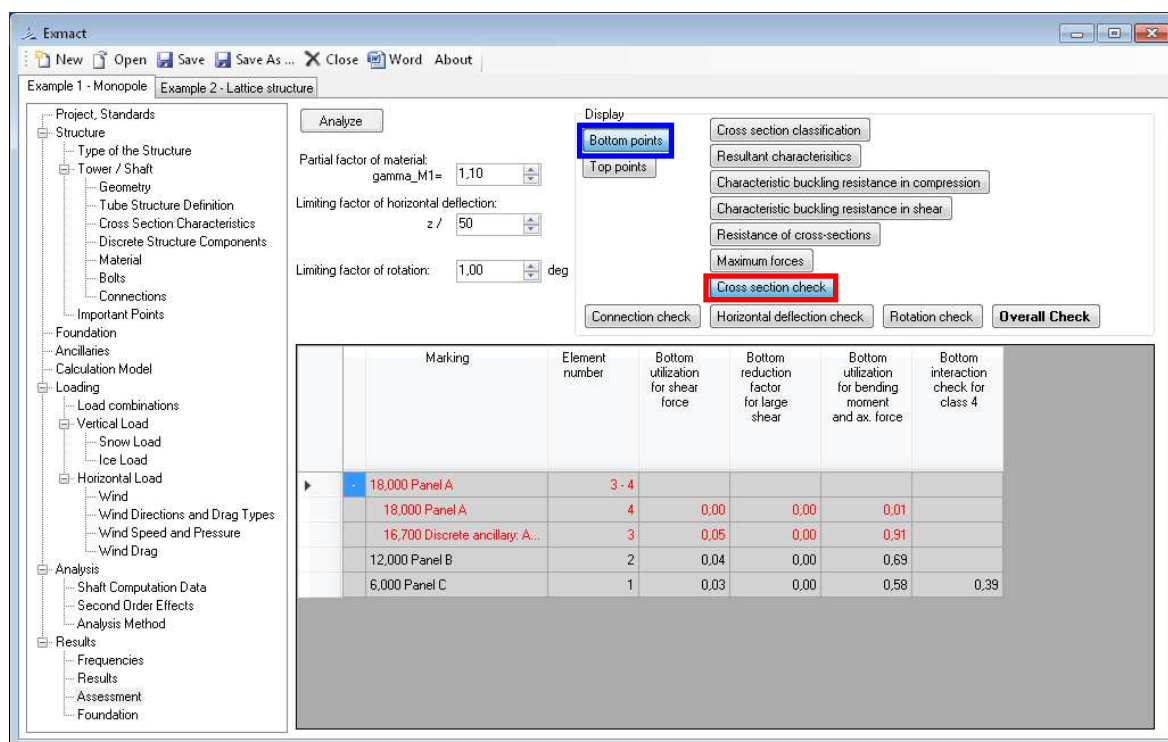 Exmact
New Open Save Save As ... Close Word About
Example 1 - Monopole Example 2 - Lattice structure
Project, Standards
Structure
Type of the Structure
Tower / Shaft
Geometry
Tube Structure Definition
Cross Section Characteristics
Discrete Structure Components
Material
Bolts
Connections
Important Points
Foundation
Ancillaries
Calculation Model
Loading
Load combinations
Vertical Load
Snow Load
Ice Load
Horizontal Load
Wind
Wind Directions and Drag Types
Wind Speed and Pressure
Wind Drag
Analysis
Shaft Computation Data
Second Order Effects
Analysis Method
Results
Frequencies
Results
Assessment
Foundation
Analyze
Partial factor of material:
gamma_M1= 1,10
Limiting factor of horizontal deflection:
z / 50
Limiting factor of rotation: 1,00 deg
Display
Bottom points
Top points
Cross section classification
Resultant characterisitics
Characteristic buckling resistance in compression
Characteristic buckling resistance in shear
Resistance of cross-sections
Maximum forces
Cross section check
Connection check Horizontal deflection check Rotation check Overall Check
Marking
Element
number
Bottom
utilization
for shear
force
Bottom
reduction
factor
for large
shear
Bottom
utilization
for bending
moment
and ax. force
Bottom
interaction
check for
class 4
- 18,000 Panel A 3 - 4
18,000 Panel A 4 0,00 0,00 0,01
16,700 Discrete ancillary: A... 3 0,05 0,00 0,91
12,000 Panel B 2 0,04 0,00 0,69
6,000 Panel C 1 0,03 0,00 0,58 0,39